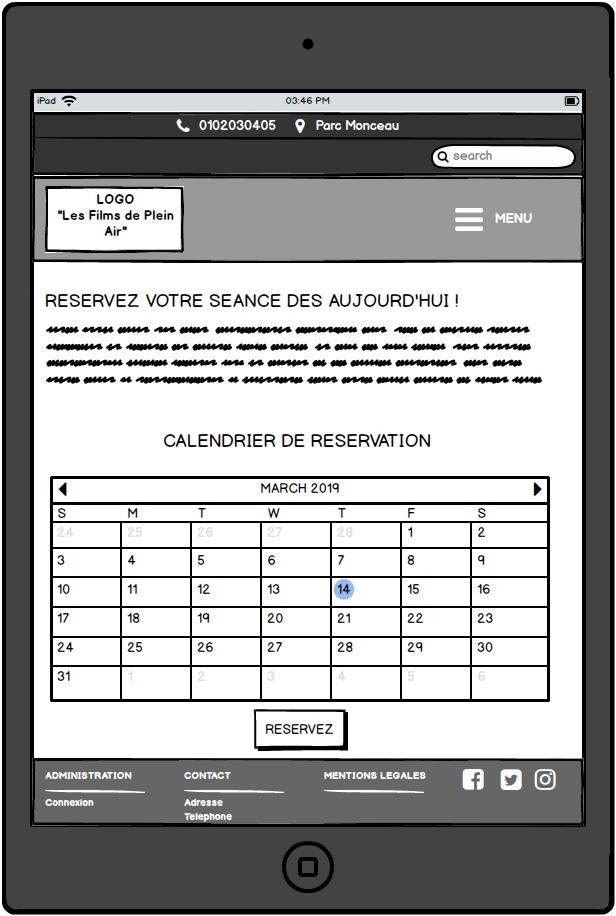 iPad 03:46 PM
0102030405 Parc Monceau
search
LOGO
"Les Films de Plein
Air"
MENU
RESERVEZ VOTRE SEANCE DES AUJOURD'HUI !
CALENDRIER DE RESERVATION
MARCH 2019
S M T W T F S
24 25 26 27 28 1 2
3 4 5 6 7 8 9
10 11 12 13 14 15 16
17 18 19 20 21 22 23
24 25 26 27 28 29 30
31 1 2 3 4 5 6
RESERVEZ
ADMINISTRATION CONTACT MENTIONS LEGALES
Connexion Adresse
Telephone